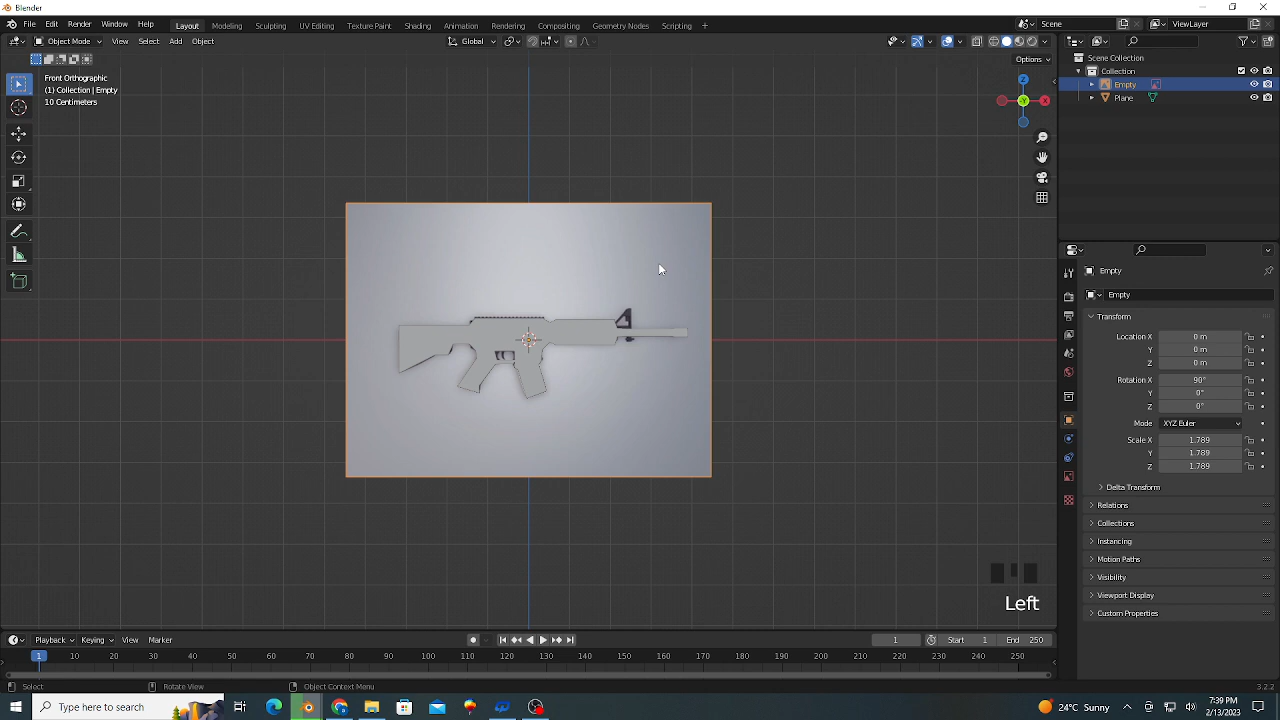 Blender
File Edit Render Window Help Layout Modeling Sculpting UV Editing Texture Paint Shading Animation Rendering Compositing Geometry Nodes Scripting + Scene ViewLayer
Object Mode View Select Add Object Global
Options
Front Orthographic
(1) Collection | Empty
10 Centimeters
Z
X
-Y
Scene Collection
Collection
Empty
Plane
Empty
Empty
Transform
Location X 0 m
Y 0 m
Z 0 m
Rotation X 90°
Y 0°
Z 0°
Mode XYZ Euler
Scale X 1.789
Y 1.789
Z 1.789
Delta Transform
Relations
Collections
Instancing
Motion Paths
Visibility
Viewport Display
Custom Properties
Left
Playback Keying View Marker 1 Start 1 End 250
1 10 20 30 40 50 60 70 80 90 100 110 120 130 140 150 160 170 180 190 200 210 220 230 240 250
Select Rotate View Object Context Menu 3.2.2
Type here to search
24°C Sunny
7:39 PM
2/13/2023